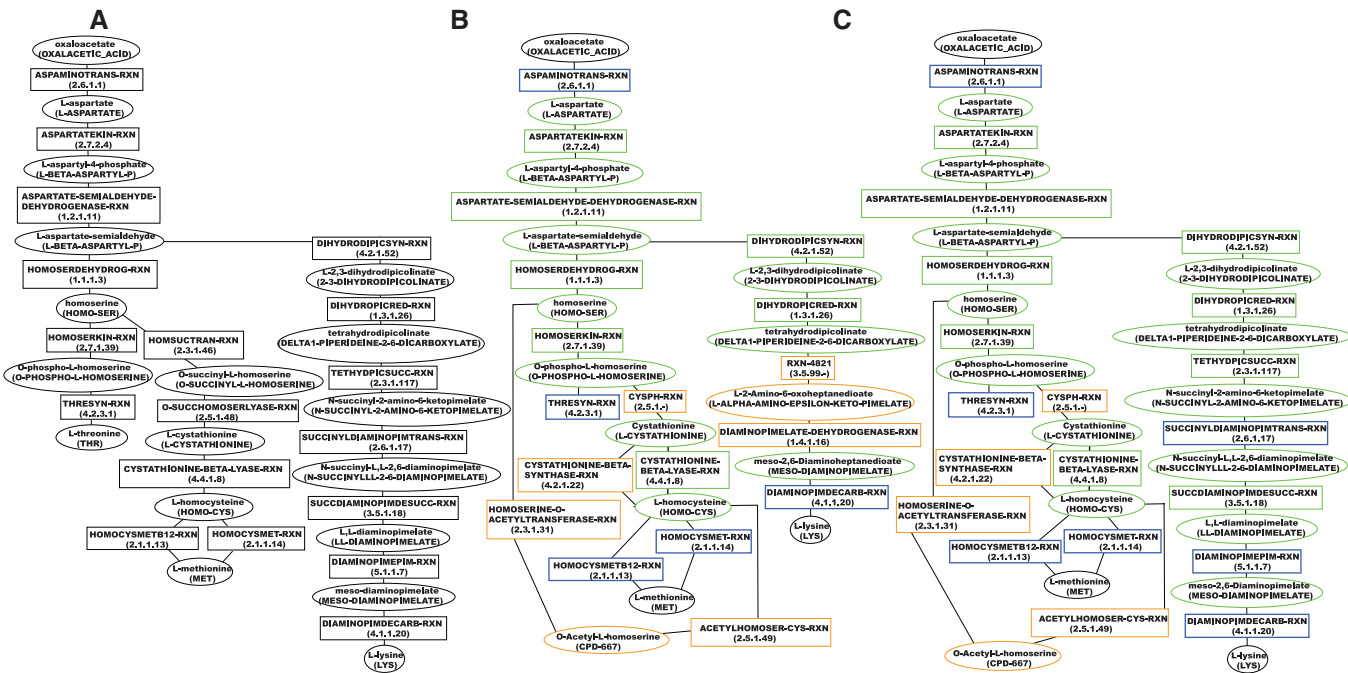 A
oxaloacetate
(OXALACETIC_ACID)
ASPAMINOTRANS-RXN
(2.6.1.1)
L-aspartate
(L-ASPARTATE)
ASPARTATEKIN-RXN
(2.7.2.4)
L-aspartyl-4-phosphate
(L-BETA-ASPARTYL-P)
ASPARTATE-SEMIALDEHYDE-
DEHYDROGENASE-RXN
(1.2.1.11)
L-aspartate-semialdehyde
(L-BETA-ASPARTYL-P)
HOMOSERDEHYDROG-RXN
(1.1.1.3)
homoserine
(HOMO-SER)
HOMOSERKIN-RXN
(2.7.1.39)
O-phospho-L-homoserine
(O-PHOSPHO-L-HOMOSERINE)
THRESYN-RXN
(4.2.3.1)
L-threonine
(THR)
HOMSUCTRAN-RXN
(2.3.1.46)
O-succinyl-L-homoserine
(O-SUCCINYL-L-HOMOSERINE)
O-SUCCHOMOSERLYASE-RXN
(2.5.1.48)
L-cystathionine
(L-CYSTATHIONINE)
CYSTATHIONINE-BETA-LYASE-RXN
(4.4.1.8)
L-homocysteine
(HOMO-CYS)
HOMOCYSMETB12-RXN
(2.1.1.13)
HOMOCYSMET-RXN
(2.1.1.14)
L-methionine
(MET)
DIHYDRODIPICSYN-RXN
(4.2.1.52)
L-2,3-dihydrodipicolinate
(2-3-DIHYDRODIPICOLINATE)
DIHYDROPICRED-RXN
(1.3.1.26)
tetrahydrodipicolinate
(DELTA1-PIPERIDEINE-2-6-DICARBOXYLATE)
TETHYDPICSUCC-RXN
(2.3.1.117)
N-succinyl-2-amino-6-ketopimelate
(N-SUCCINYL-2-AMINO-6-KETOPIMELATE)
SUCCINYLDIAMINOPIMTRANS-RXN
(2.6.1.17)
N-succinyl-L,L-2,6-diaminopimelate
(N-SUCCINYLLL-2-6-DIAMINOPIMELATE)
SUCCDIAMINOPIMDESUCC-RXN
(3.5.1.18)
L,L-diaminopimelate
(LL-DIAMINOPIMELATE)
DIAMINOPIMEPIM-RXN
(5.1.1.7)
meso-diaminopimelate
(MESO-DIAMINOPIMELATE)
DIAMINOPIMDECARB-RXN
(4.1.1.20)
L-lysine
(LYS)
B
oxaloacetate
(OXALACETIC_ACID)
ASPAMINOTRANS-RXN
(2.6.1.1)
L-aspartate
(L-ASPARTATE)
ASPARTATEKIN-RXN
(2.7.2.4)
L-aspartyl-4-phosphate
(L-BETA-ASPARTYL-P)
ASPARTATE-SEMIALDEHYDE-DEHYDROGENASE-RXN
(1.2.1.11)
L-aspartate-semialdehyde
(L-BETA-ASPARTYL-P)
HOMOSERDEHYDROG-RXN
(1.1.1.3)
homoserine
(HOMO-SER)
HOMOSERKIN-RXN
(2.7.1.39)
O-phospho-L-homoserine
(O-PHOSPHO-L-HOMOSERINE)
THRESYN-RXN
(4.2.3.1)
CYSPH-RXN
(2.5.1.-)
Cystathionine
(L-CYSTATHIONINE)
CYSTATHIONINE-BETA-
SYNTHASE-RXN
(4.2.1.22)
CYSTATHIONINE-
BETA-LYASE-RXN
(4.4.1.8)
L-homocysteine
(HOMO-CYS)
HOMOSERINE-O-
ACETYLTRANSFERASE-RXN
(2.3.1.31)
HOMOCYSMET-RXN
(2.1.1.14)
HOMOCYSMETB12-RXN
(2.1.1.13)
L-methionine
(MET)
O-Acetyl-L-homoserine
(CPD-667)
ACETYLHOMOSER-CYS-RXN
(2.5.1.49)
DIHYDRODIPICSYN-RXN
(4.2.1.52)
L-2,3-dihydrodipicolinate
(2-3-DIHYDRODIPICOLINATE)
DIHYDROPICRED-RXN
(1.3.1.26)
tetrahydrodipicolinate
(DELTA1-PIPERIDEINE-2-6-DICARBOXYLATE)
RXN-4821
(3.5.99.-)
L-2-Amino-6-oxoheptanedioate
(L-ALPHA-AMINO-EPSILON-KETO-PIMELATE)
DIAMINOPIMELATE-DEHYDROGENASE-RXN
(1.4.1.16)
meso-2,6-Diaminoheptanedioate
(MESO-DIAMINOPIMELATE)
DIAMINOPIMDECARB-RXN
(4.1.1.20)
L-lysine
(LYS)
C
oxaloacetate
(OXALACETIC_ACID)
ASPAMINOTRANS-RXN
(2.6.1.1)
L-aspartate
(L-ASPARTATE)
ASPARTATEKIN-RXN
(2.7.2.4)
L-aspartyl-4-phosphate
(L-BETA-ASPARTYL-P)
ASPARTATE-SEMIALDEHYDE-DEHYDROGENASE-RXN
(1.2.1.11)
L-aspartate-semialdehyde
(L-BETA-ASPARTYL-P)
HOMOSERDEHYDROG-RXN
(1.1.1.3)
homoserine
(HOMO-SER)
HOMOSERKIN-RXN
(2.7.1.39)
O-phospho-L-homoserine
(O-PHOSPHO-L-HOMOSERINE)
THRESYN-RXN
(4.2.3.1)
CYSPH-RXN
(2.5.1.-)
Cystathionine
(L-CYSTATHIONINE)
CYSTATHIONINE-BETA-
SYNTHASE-RXN
(4.2.1.22)
CYSTATHIONINE-
BETA-LYASE-RXN
(4.4.1.8)
L-homocysteine
(HOMO-CYS)
HOMOSERINE-O-
ACETYLTRANSFERASE-RXN
(2.3.1.31)
HOMOCYSMET-RXN
(2.1.1.14)
HOMOCYSMETB12-RXN
(2.1.1.13)
L-methionine
(MET)
ACETYLHOMOSER-CYS-RXN
(2.5.1.49)
O-Acetyl-L-homoserine
(CPD-667)
DIHYDRODIPICSYN-RXN
(4.2.1.52)
L-2,3-dihydrodipicolinate
(2-3-DIHYDRODIPICOLINATE)
DIHYDROPICRED-RXN
(1.3.1.26)
tetrahydrodipicolinate
(DELTA1-PIPERIDEINE-2-6-DICARBOXYLATE)
TETHYDPICSUCC-RXN
(2.3.1.117)
N-succinyl-2-amino-6-ketopimelate
(N-SUCCINYL-2-AMINO-6-KETOPIMELATE)
SUCCINYLDIAMINOPIMTRANS-RXN
(2.6.1.17)
N-succinyl-L,L-2,6-diaminopimelate
(N-SUCCINYLLL-2-6-DIAMINOPIMELATE)
SUCCDIAMINOPIMDESUCC-RXN
(3.5.1.18)
L,L-diaminopimelate
(LL-DIAMINOPIMELATE)
DIAMINOPIMEPIM-RXN
(5.1.1.7)
meso-2,6-Diaminopimelate
(MESO-DIAMINOPIMELATE)
DIAMINOPIMDECARB-RXN
(4.1.1.20)
L-lysine
(LYS)